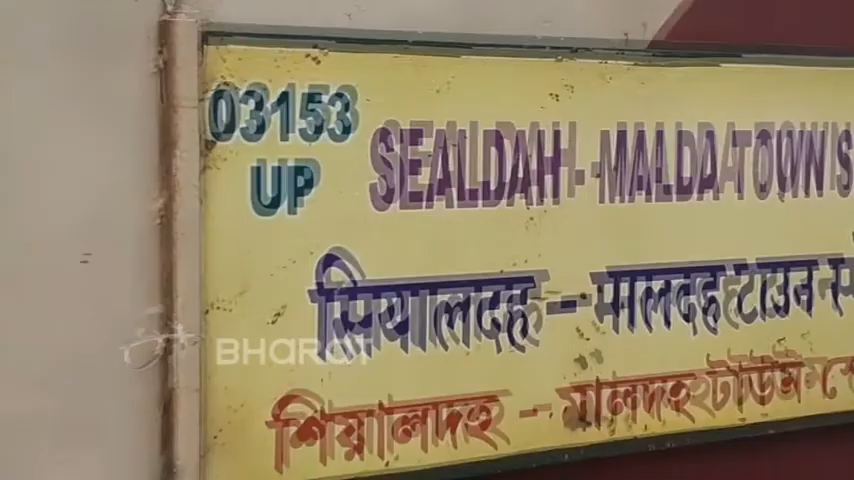 03153
UP
SEALDAH - MALDA TOWN S
सियालदह - मालदह टाउन
শিয়ালদহ - মালদহ টাউন
BHARAT